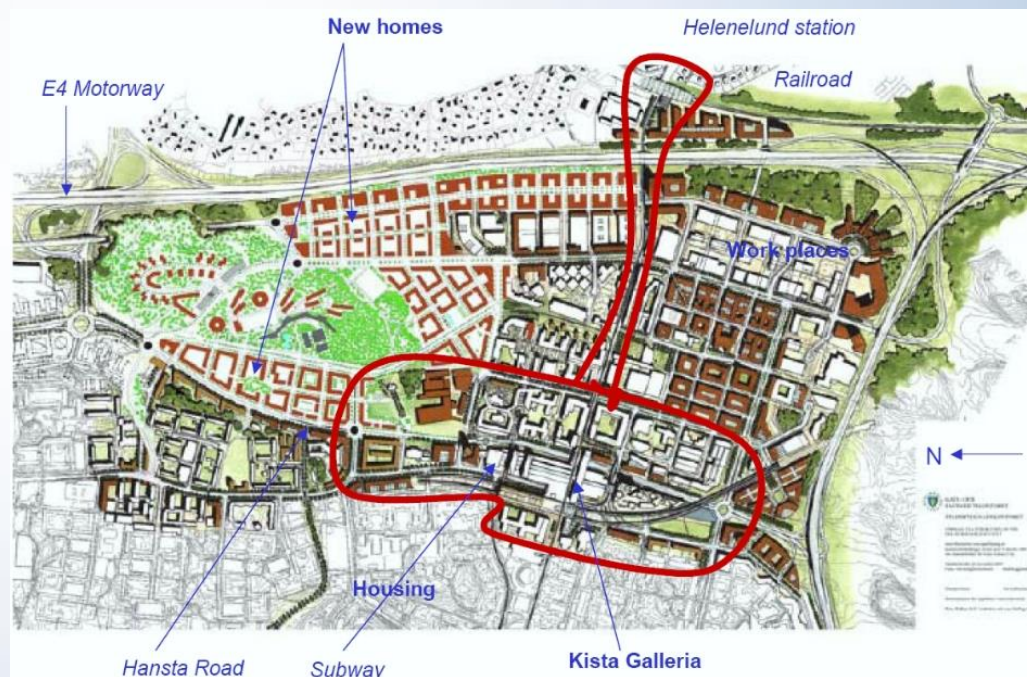 New homes
Helenelund station
E4 Motorway
Railroad
Work places
N
Housing
Hansta Road
Subway
Kista Galleria